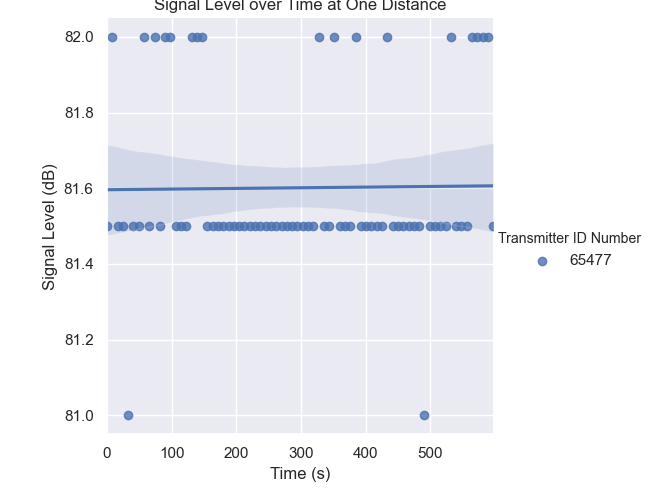 Signal Level over Time at One Distance
82.0
81.8
81.6
81.4
81.2
81.0
Signal Level (dB)
0 100 200 300 400 500
Time (s)
Transmitter ID Number
65477